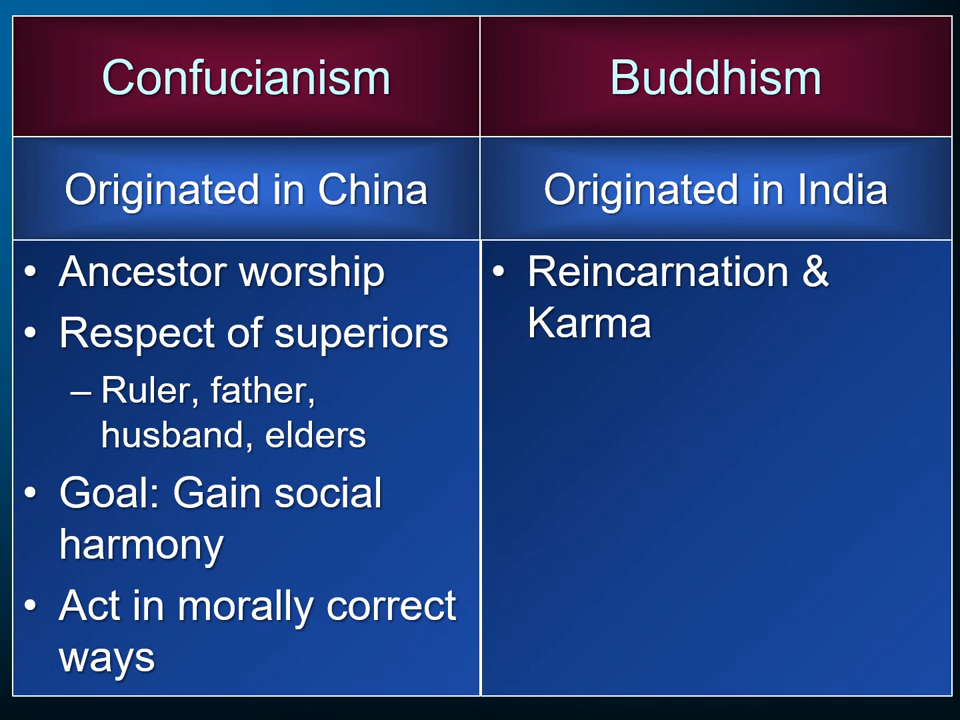 Confucianism
Buddhism
Originated in China
Originated in India
• Ancestor worship
• Respect of superiors
– Ruler, father,
husband, elders
• Goal: Gain social
harmony
• Act in morally correct
ways
• Reincarnation &
Karma